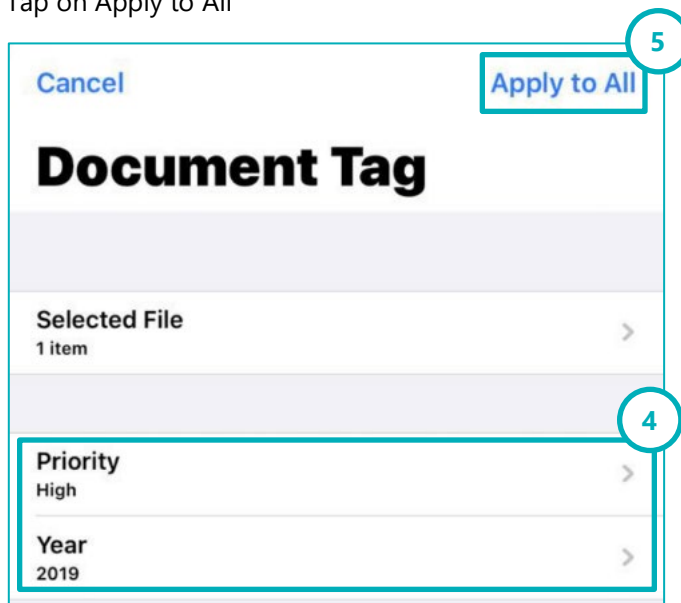 Tap on Apply to All
5
Cancel
Apply to All
Document Tag
Selected File
1 item
4
Priority
High
Year
2019